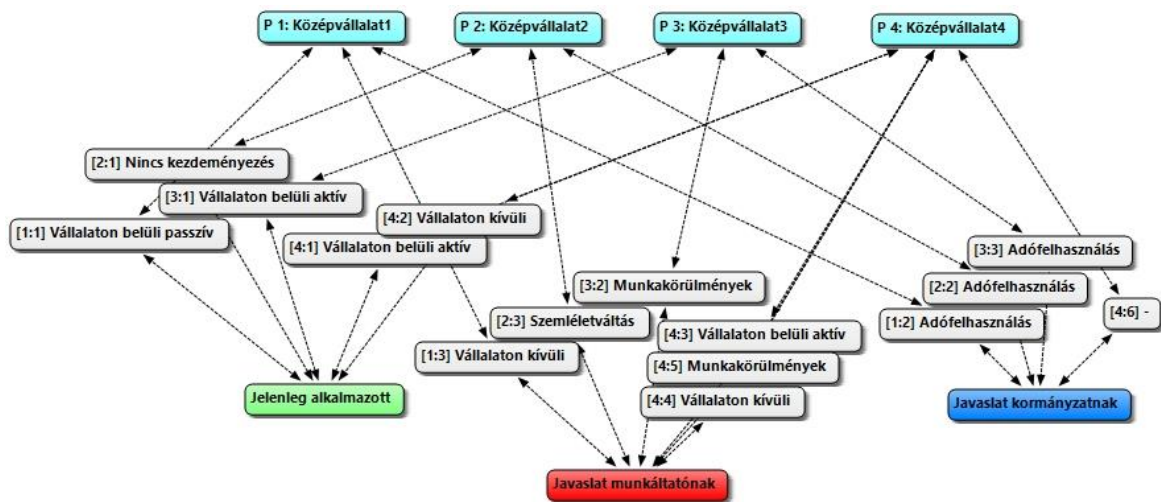 P 1: Középvállalat1
P 2: Középvállalat2
P 3: Középvállalat3
P 4: Középvállalat4
[2:1] Nincs kezdeményezés
[3:1] Vállalaton belüli aktív
[4:2] Vállalaton kívüli
[1:1] Vállalaton belüli passzív
[4:1] Vállalaton belüli aktív
[3:3] Adófelhasználás
[3:2] Munkakörülmények
[2:2] Adófelhasználás
[2:3] Szemléletváltás
[1:2] Adófelhasználás
[4:6] -
[4:3] Vállalaton belüli aktív
[1:3] Vállalaton kívüli
[4:5] Munkakörülmények
[4:4] Vállalaton kívüli
Jelenleg alkalmazott
Javaslat kormányzatnak
Javaslat munkáltatónak